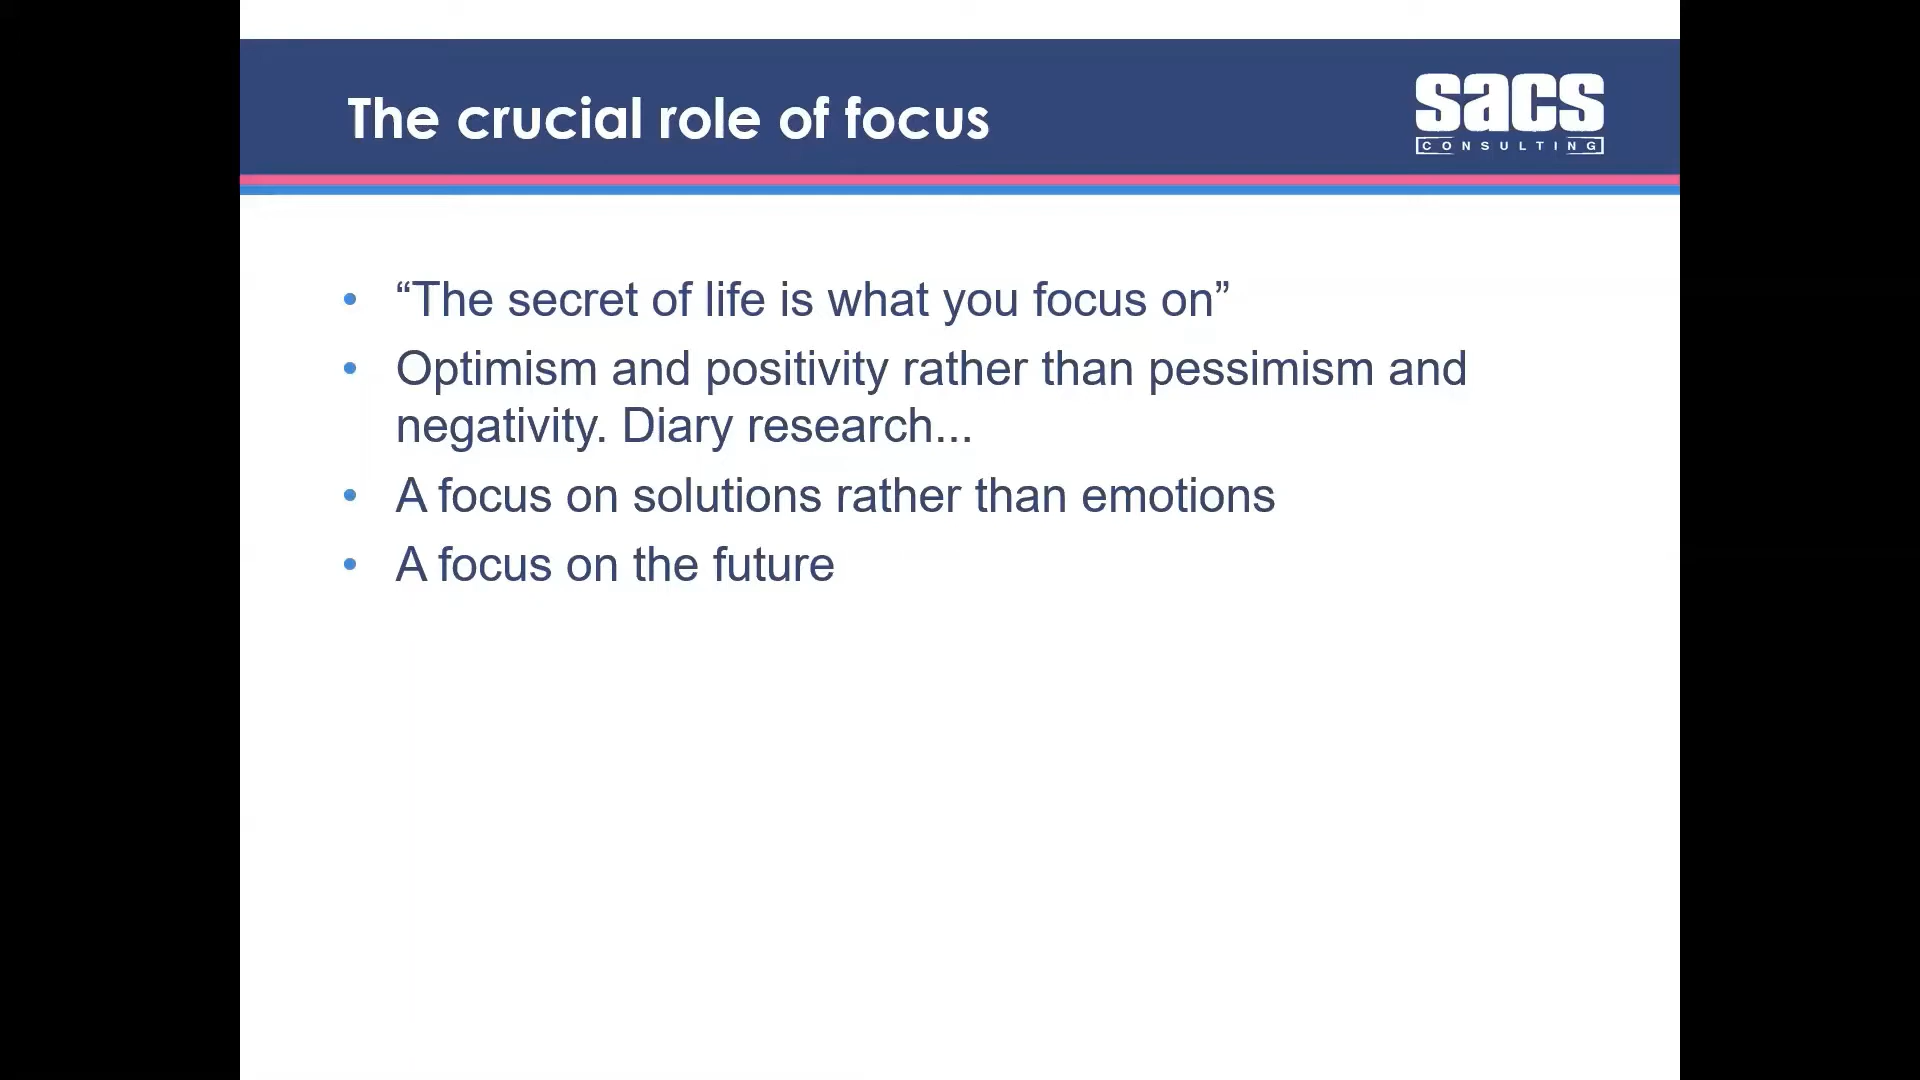 The crucial role of focus
sacs
CONSULTING
• “The secret of life is what you focus on”
• Optimism and positivity rather than pessimism and
negativity. Diary research...
• A focus on solutions rather than emotions
• A focus on the future